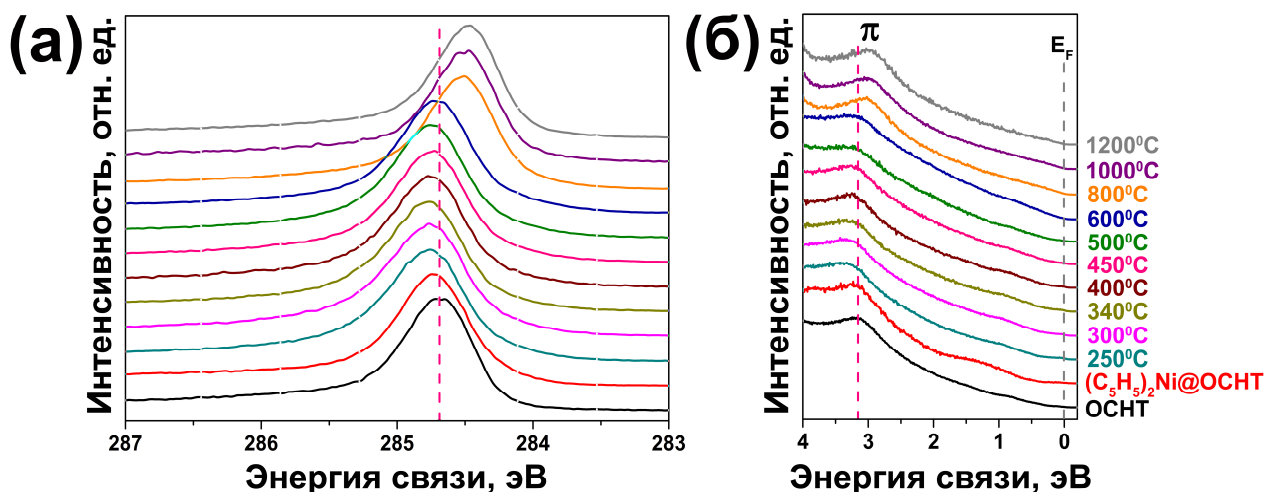 (а)
Интенсивность, отн. ед.
287 286 285 284 283
Энергия связи, эВ
(б)
Интенсивность, отн. ед.
π
E_F
1200⁰C
1000⁰C
800⁰C
600⁰C
500⁰C
450⁰C
400⁰C
340⁰C
300⁰C
250⁰C
(C₅H₅)₂Ni@ОСНТ
ОСНТ
4 3 2 1 0
Энергия связи, эВ